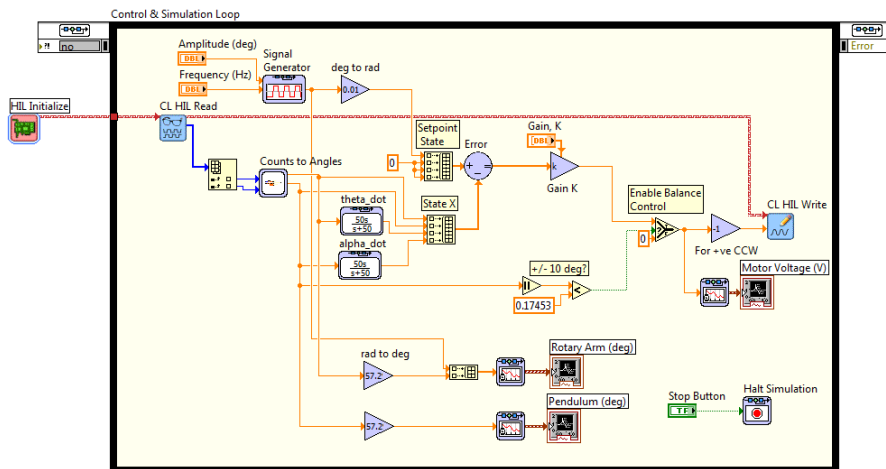 Control & Simulation Loop
?!
no
Error
Amplitude (deg)
DBL
Signal
Generator
Frequency (Hz)
DBL
deg to rad
0.01
HIL Initialize
CL HIL Read
Setpoint
State
0
Error
+
-
=
Gain, K
DBL
k
Gain K
Counts to Angles
theta_dot
50s
s+50
State X
alpha_dot
50s
s+50
Enable Balance
Control
?
0
-1
For +ve CCW
CL HIL Write
+/- 10 deg?
0.17453
<
Motor Voltage (V)
rad to deg
57.2
Rotary Arm (deg)
57.2
Pendulum (deg)
Stop Button
TF
Halt Simulation